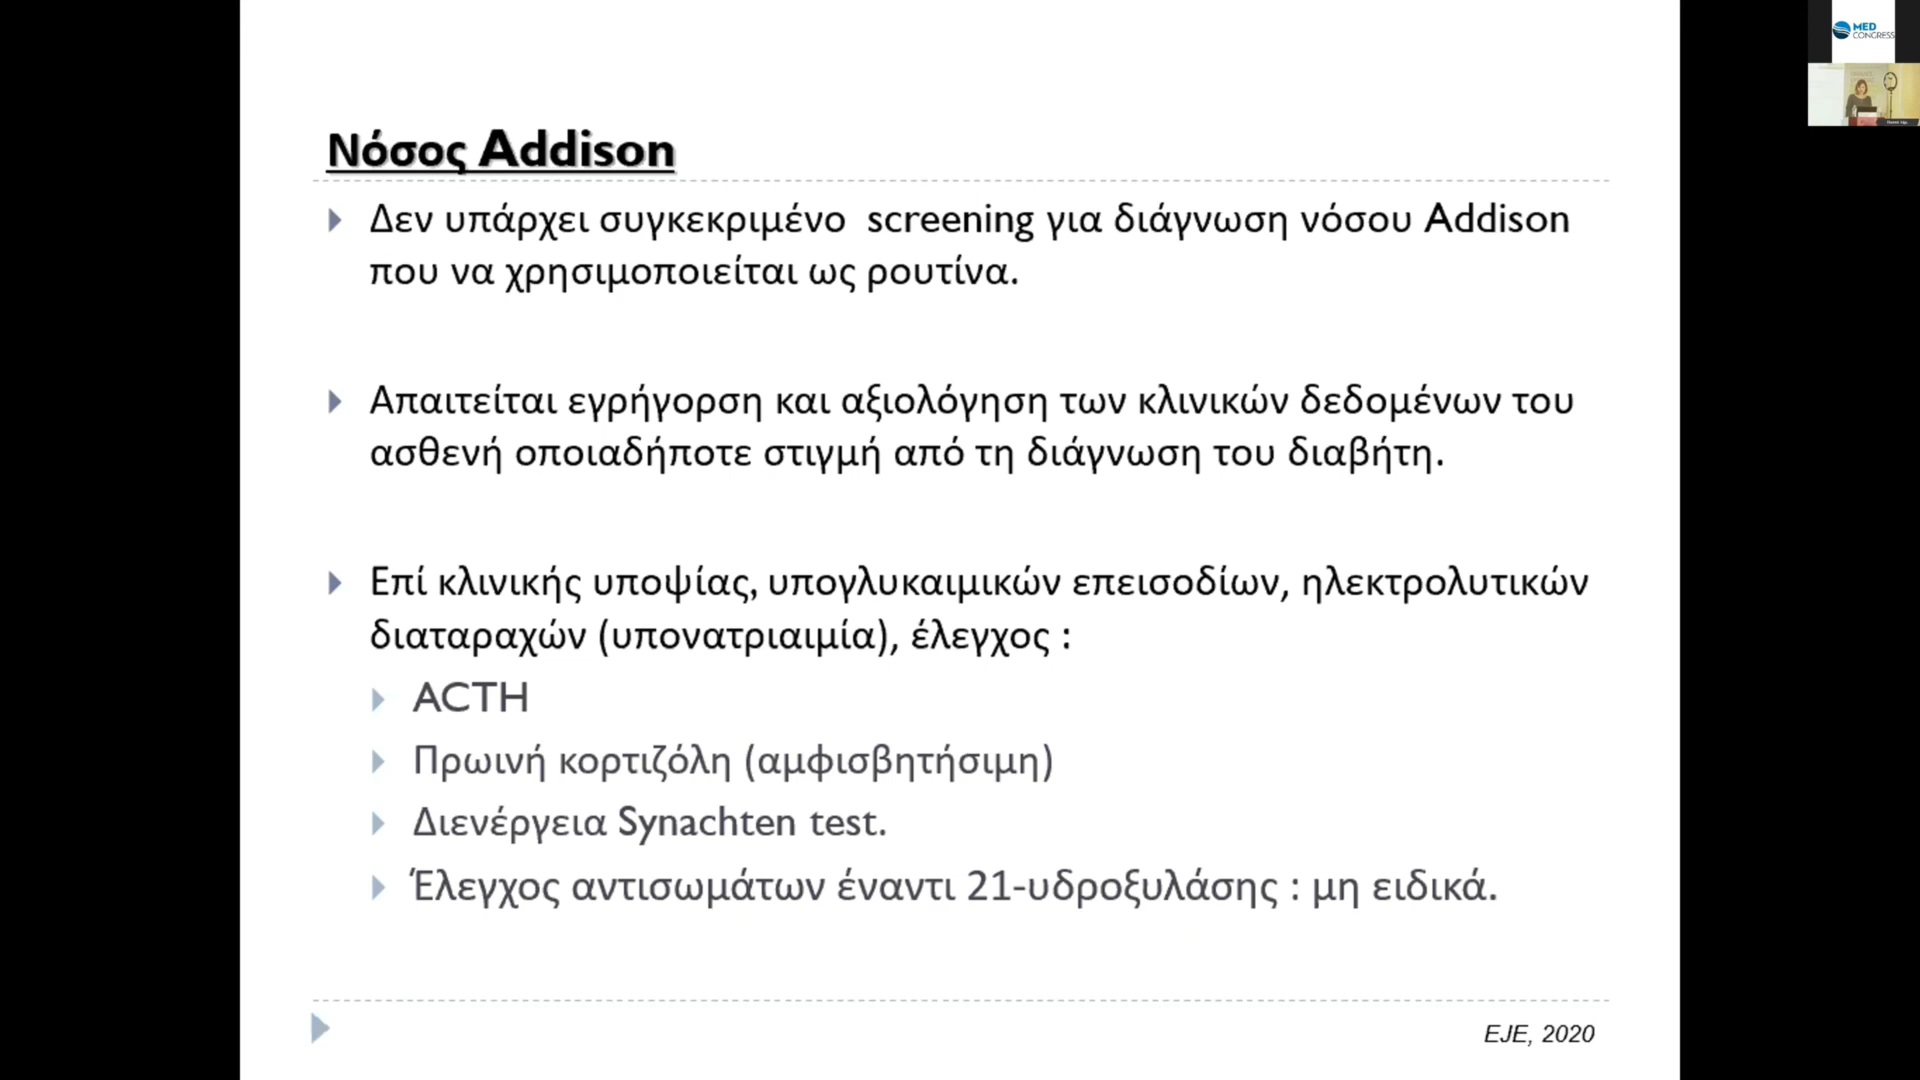 MED
CONGRESS
Νόσος Addison
Δεν υπάρχει συγκεκριμένο screening για διάγνωση νόσου Addison
που να χρησιμοποιείται ως ρουτίνα.
Απαιτείται εγρήγορση και αξιολόγηση των κλινικών δεδομένων του
ασθενή οποιαδήποτε στιγμή από τη διάγνωση του διαβήτη.
Επί κλινικής υποψίας, υπογλυκαιμικών επεισοδίων, ηλεκτρολυτικών
διαταραχών (υπονατριαιμία), έλεγχος :
ACTH
Πρωινή κορτιζόλη (αμφισβητήσιμη)
Διενέργεια Synachten test.
Έλεγχος αντισωμάτων έναντι 21-υδροξυλάσης : μη ειδικά.
EJE, 2020